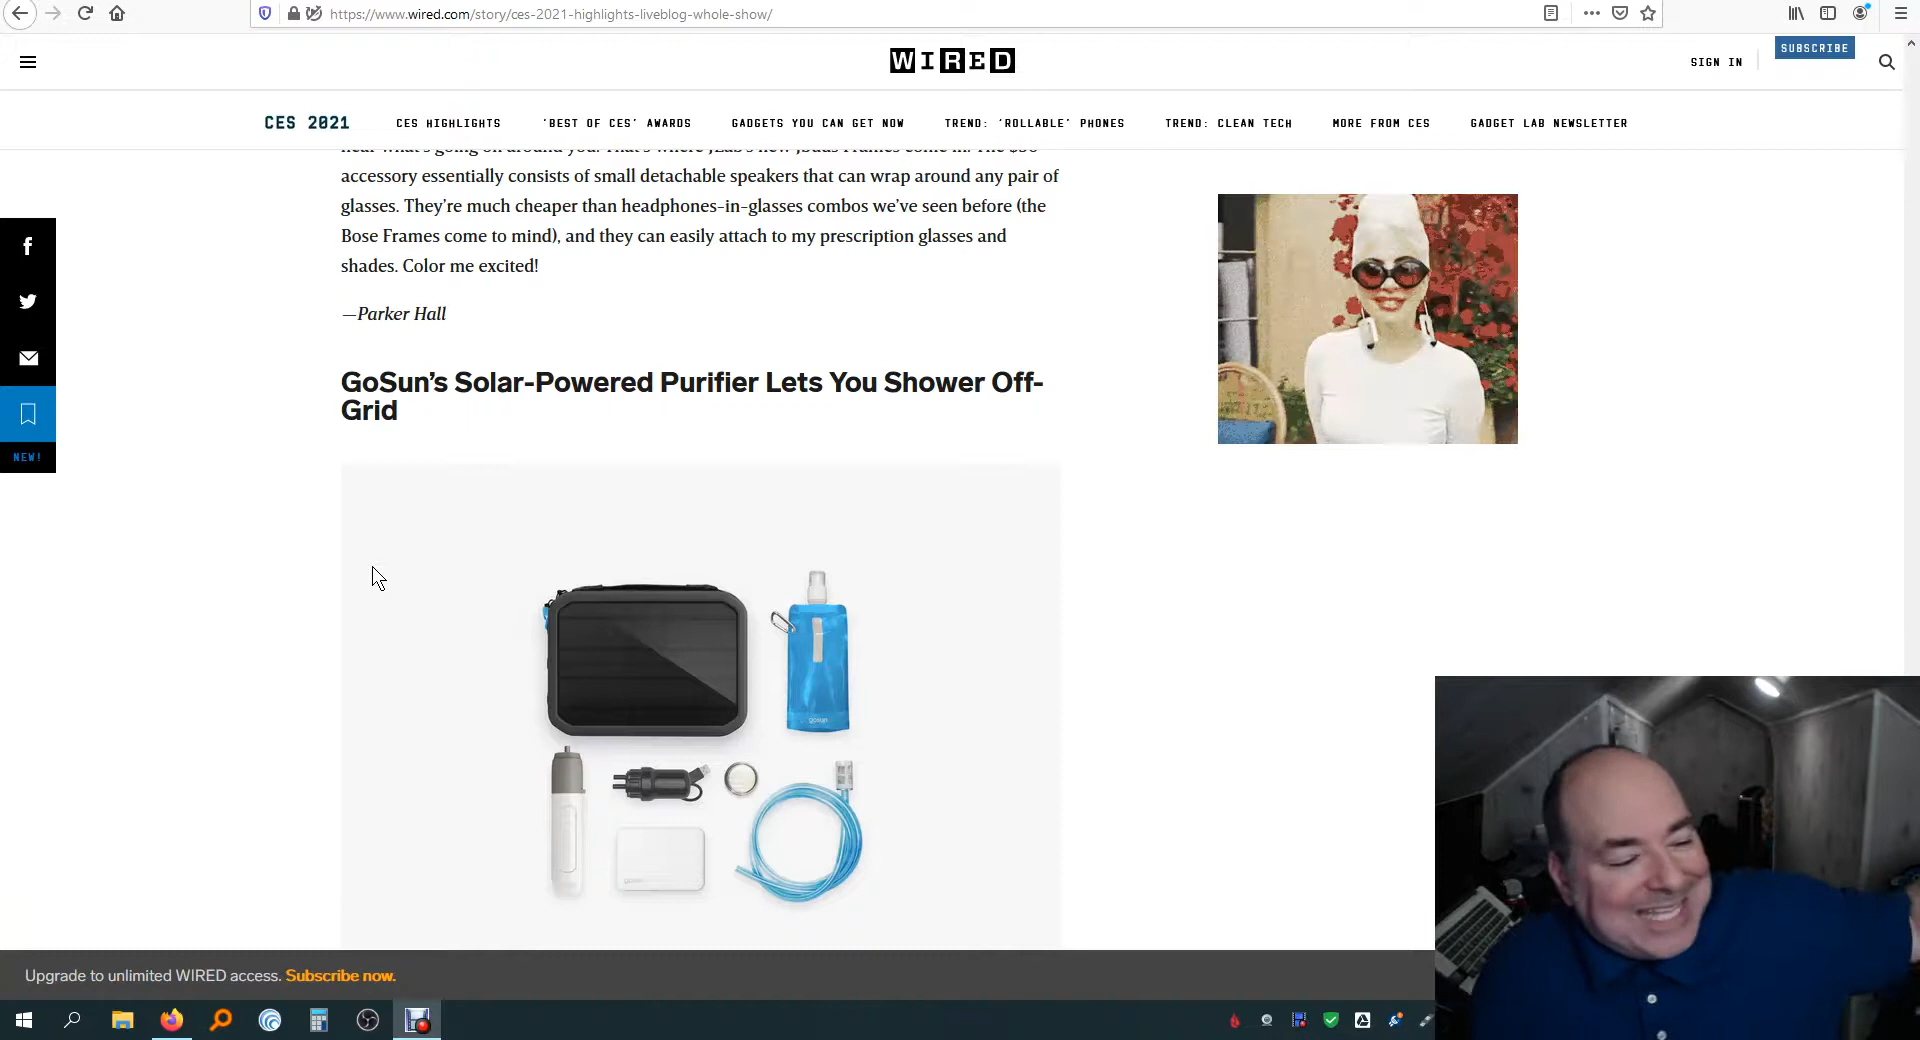 https://www.wired.com/story/ces-2021-highlights-liveblog-whole-show/
WIRED
SIGN IN
SUBSCRIBE
CES 2021
CES HIGHLIGHTS
‘BEST OF CES’ AWARDS
GADGETS YOU CAN GET NOW
TREND: ‘ROLLABLE’ PHONES
TREND: CLEAN TECH
MORE FROM CES
GADGET LAB NEWSLETTER
accessory essentially consists of small detachable speakers that can wrap around any pair of
glasses. They’re much cheaper than headphones-in-glasses combos we’ve seen before (the
Bose Frames come to mind), and they can easily attach to my prescription glasses and
shades. Color me excited!
—Parker Hall
GoSun’s Solar-Powered Purifier Lets You Shower Off-
Grid
NEW!
gosun
Upgrade to unlimited WIRED access. Subscribe now.